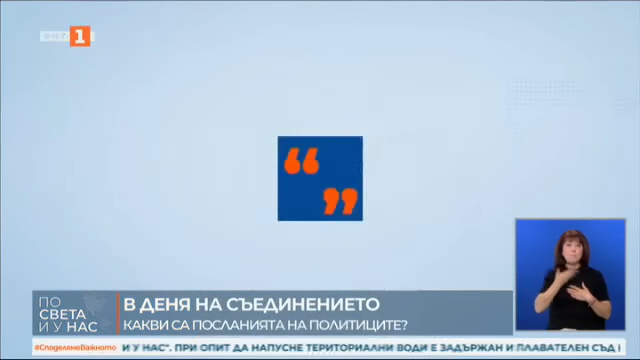 БНТ 1
“ ”
В ДЕНЯ НА СЪЕДИНЕНИЕТО
КАКВИ СА ПОСЛАНИЯТА НА ПОЛИТИЦИТЕ?
ПО
СВЕТА
И У НАС
#СподелямеВажното
И У НАС". ПРИ ОПИТ ДА НАПУСНЕ ТЕРИТОРИАЛНИ ВОДИ Е ЗАДЪРЖАН И ПЛАВАТЕЛЕН СЪД